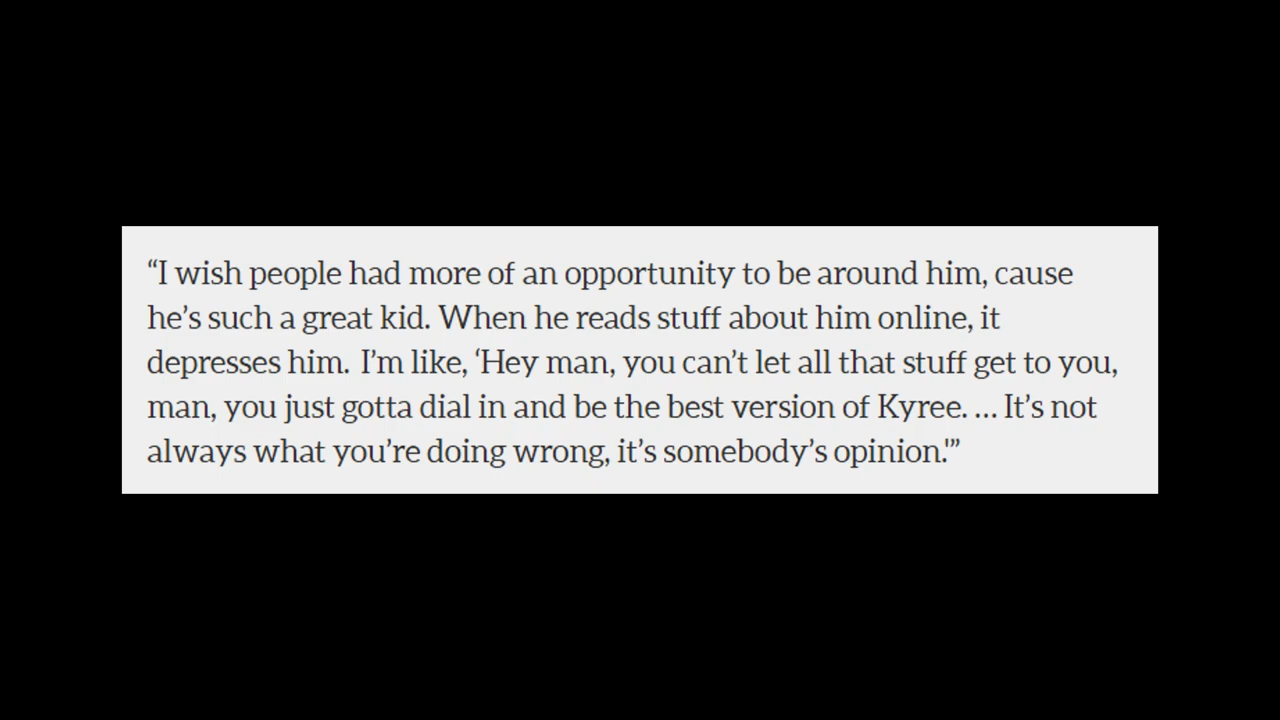 “I wish people had more of an opportunity to be around him, cause
he’s such a great kid. When he reads stuff about him online, it
depresses him. I’m like, ‘Hey man, you can’t let all that stuff get to you,
man, you just gotta dial in and be the best version of Kyree. … It’s not
always what you’re doing wrong, it’s somebody’s opinion.'”